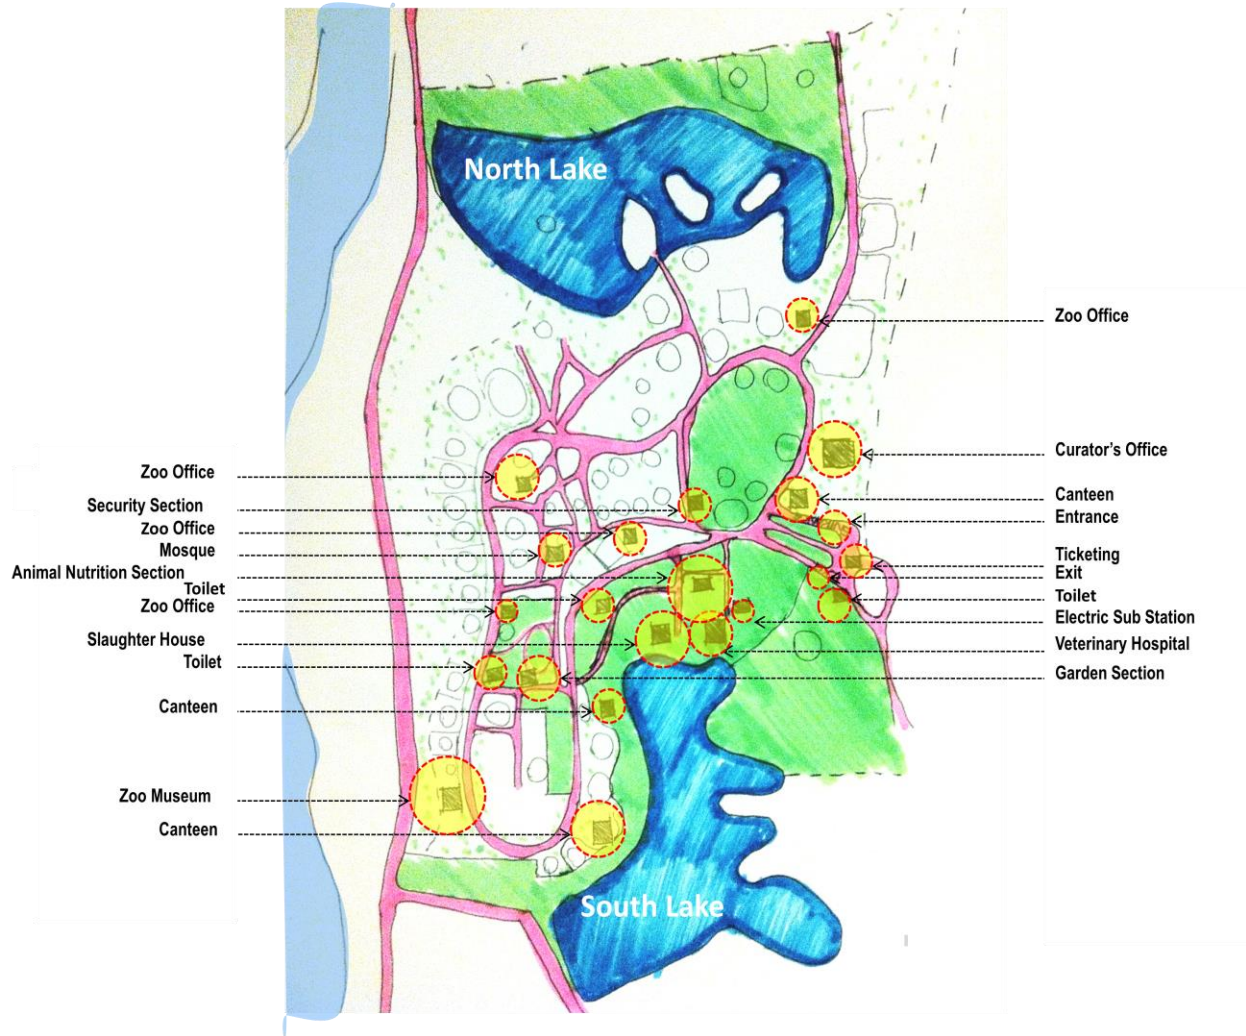 North Lake
Zoo Office
Curator's Office
Zoo Office
Canteen
Security Section
Entrance
Zoo Office
Mosque
Ticketing
Animal Nutrition Section
Exit
Toilet
Toilet
Zoo Office
Electric Sub Station
Slaughter House
Veterinary Hospital
Toilet
Garden Section
Canteen
Zoo Museum
Canteen
South Lake